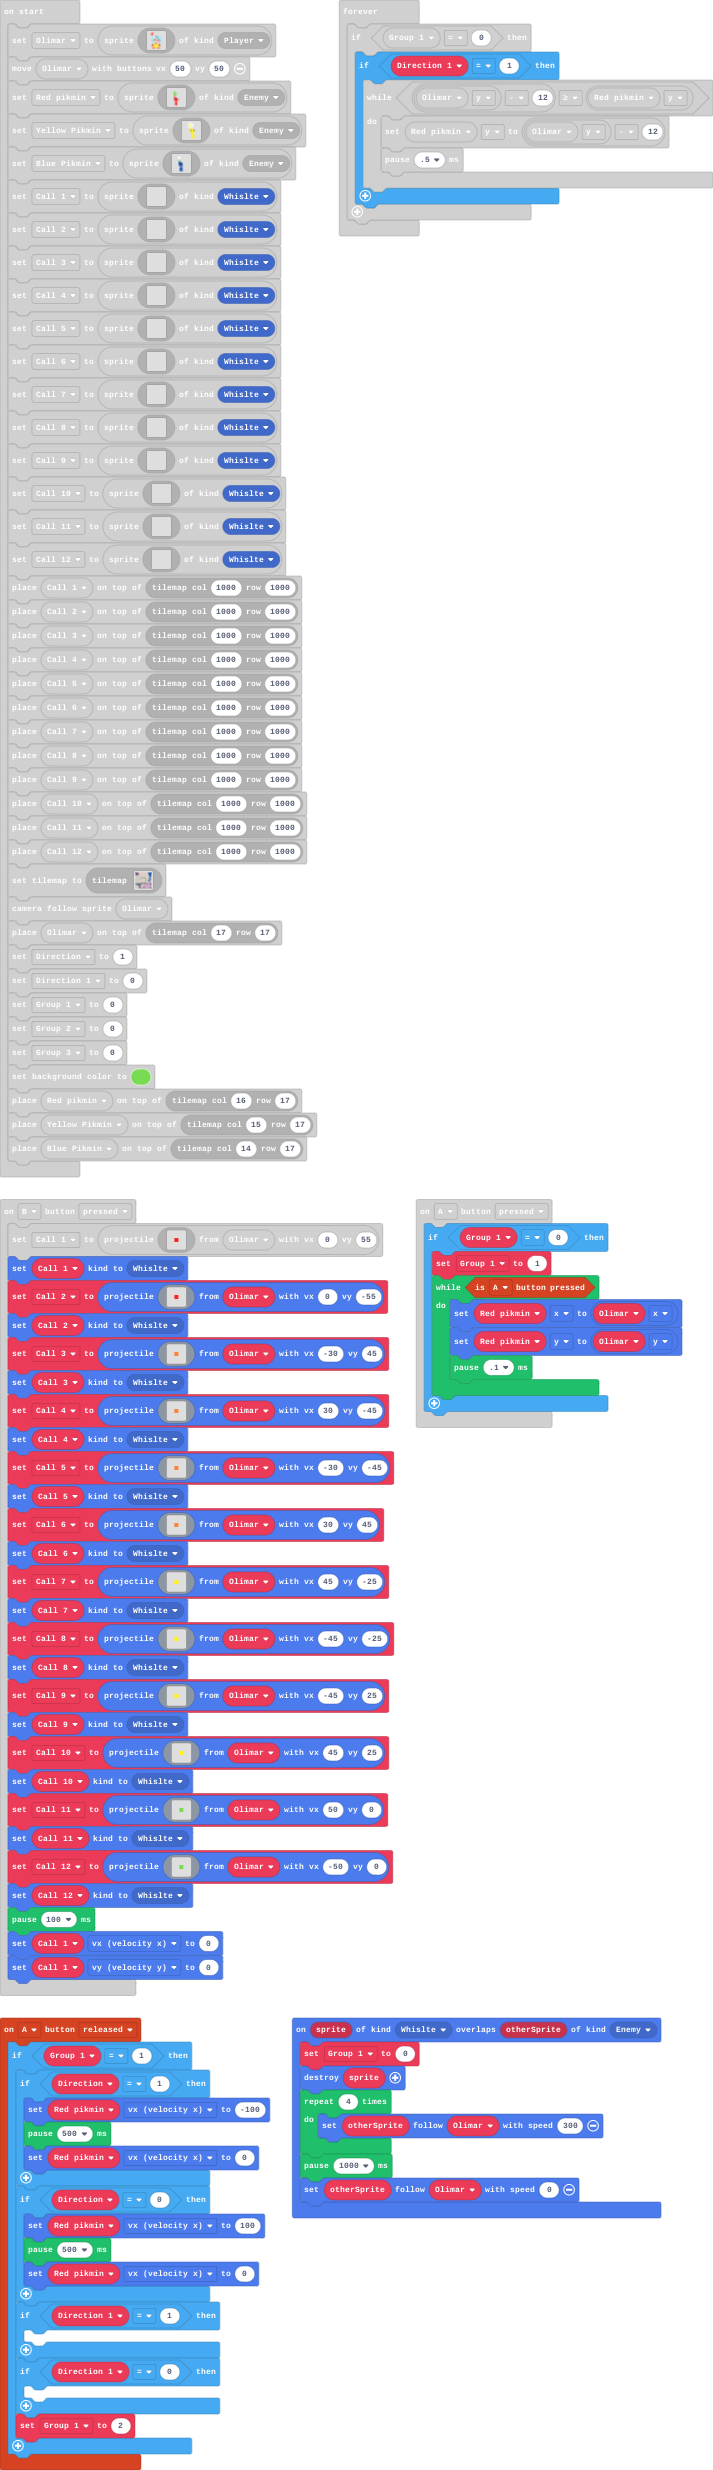 on start
set Olimar to sprite of kind Player
move Olimar with buttons vx 50 vy 50
set Red pikmin to sprite of kind Enemy
set Yellow Pikmin to sprite of kind Enemy
set Blue Pikmin to sprite of kind Enemy
set Call 1 to sprite of kind Whislte
set Call 2 to sprite of kind Whislte
set Call 3 to sprite of kind Whislte
set Call 4 to sprite of kind Whislte
set Call 5 to sprite of kind Whislte
set Call 6 to sprite of kind Whislte
set Call 7 to sprite of kind Whislte
set Call 8 to sprite of kind Whislte
set Call 9 to sprite of kind Whislte
set Call 10 to sprite of kind Whislte
set Call 11 to sprite of kind Whislte
set Call 12 to sprite of kind Whislte
place Call 1 on top of tilemap col 1000 row 1000
place Call 2 on top of tilemap col 1000 row 1000
place Call 3 on top of tilemap col 1000 row 1000
place Call 4 on top of tilemap col 1000 row 1000
place Call 5 on top of tilemap col 1000 row 1000
place Call 6 on top of tilemap col 1000 row 1000
place Call 7 on top of tilemap col 1000 row 1000
place Call 8 on top of tilemap col 1000 row 1000
place Call 9 on top of tilemap col 1000 row 1000
place Call 10 on top of tilemap col 1000 row 1000
place Call 11 on top of tilemap col 1000 row 1000
place Call 12 on top of tilemap col 1000 row 1000
set tilemap to tilemap
camera follow sprite Olimar
place Olimar on top of tilemap col 17 row 17
set Direction to 1
set Direction 1 to 0
set Group 1 to 0
set Group 2 to 0
set Group 3 to 0
set background color to
place Red pikmin on top of tilemap col 16 row 17
place Yellow Pikmin on top of tilemap col 15 row 17
place Blue Pikmin on top of tilemap col 14 row 17
forever
if Group 1 = 0 then
if Direction 1 = 1 then
while Olimar y - 12 ≥ Red pikmin y
do
set Red pikmin y to Olimar y - 12
pause .5 ms
on B button pressed
set Call 1 to projectile from Olimar with vx 0 vy 55
set Call 1 kind to Whislte
set Call 2 to projectile from Olimar with vx 0 vy -55
set Call 2 kind to Whislte
set Call 3 to projectile from Olimar with vx -30 vy 45
set Call 3 kind to Whislte
set Call 4 to projectile from Olimar with vx 30 vy -45
set Call 4 kind to Whislte
set Call 5 to projectile from Olimar with vx -30 vy -45
set Call 5 kind to Whislte
set Call 6 to projectile from Olimar with vx 30 vy 45
set Call 6 kind to Whislte
set Call 7 to projectile from Olimar with vx 45 vy -25
set Call 7 kind to Whislte
set Call 8 to projectile from Olimar with vx -45 vy -25
set Call 8 kind to Whislte
set Call 9 to projectile from Olimar with vx -45 vy 25
set Call 9 kind to Whislte
set Call 10 to projectile from Olimar with vx 45 vy 25
set Call 10 kind to Whislte
set Call 11 to projectile from Olimar with vx 50 vy 0
set Call 11 kind to Whislte
set Call 12 to projectile from Olimar with vx -50 vy 0
set Call 12 kind to Whislte
pause 100 ms
set Call 1 vx (velocity x) to 0
set Call 1 vy (velocity y) to 0
on A button pressed
if Group 1 = 0 then
set Group 1 to 1
while is A button pressed
do
set Red pikmin x to Olimar x
set Red pikmin y to Olimar y
pause .1 ms
on A button released
if Group 1 = 1 then
if Direction = 1 then
set Red pikmin vx (velocity x) to -100
pause 500 ms
set Red pikmin vx (velocity x) to 0
if Direction = 0 then
set Red pikmin vx (velocity x) to 100
pause 500 ms
set Red pikmin vx (velocity x) to 0
if Direction 1 = 1 then
if Direction 1 = 0 then
set Group 1 to 2
on sprite of kind Whislte overlaps otherSprite of kind Enemy
set Group 1 to 0
destroy sprite
repeat 4 times
do
set otherSprite follow Olimar with speed 300
pause 1000 ms
set otherSprite follow Olimar with speed 0